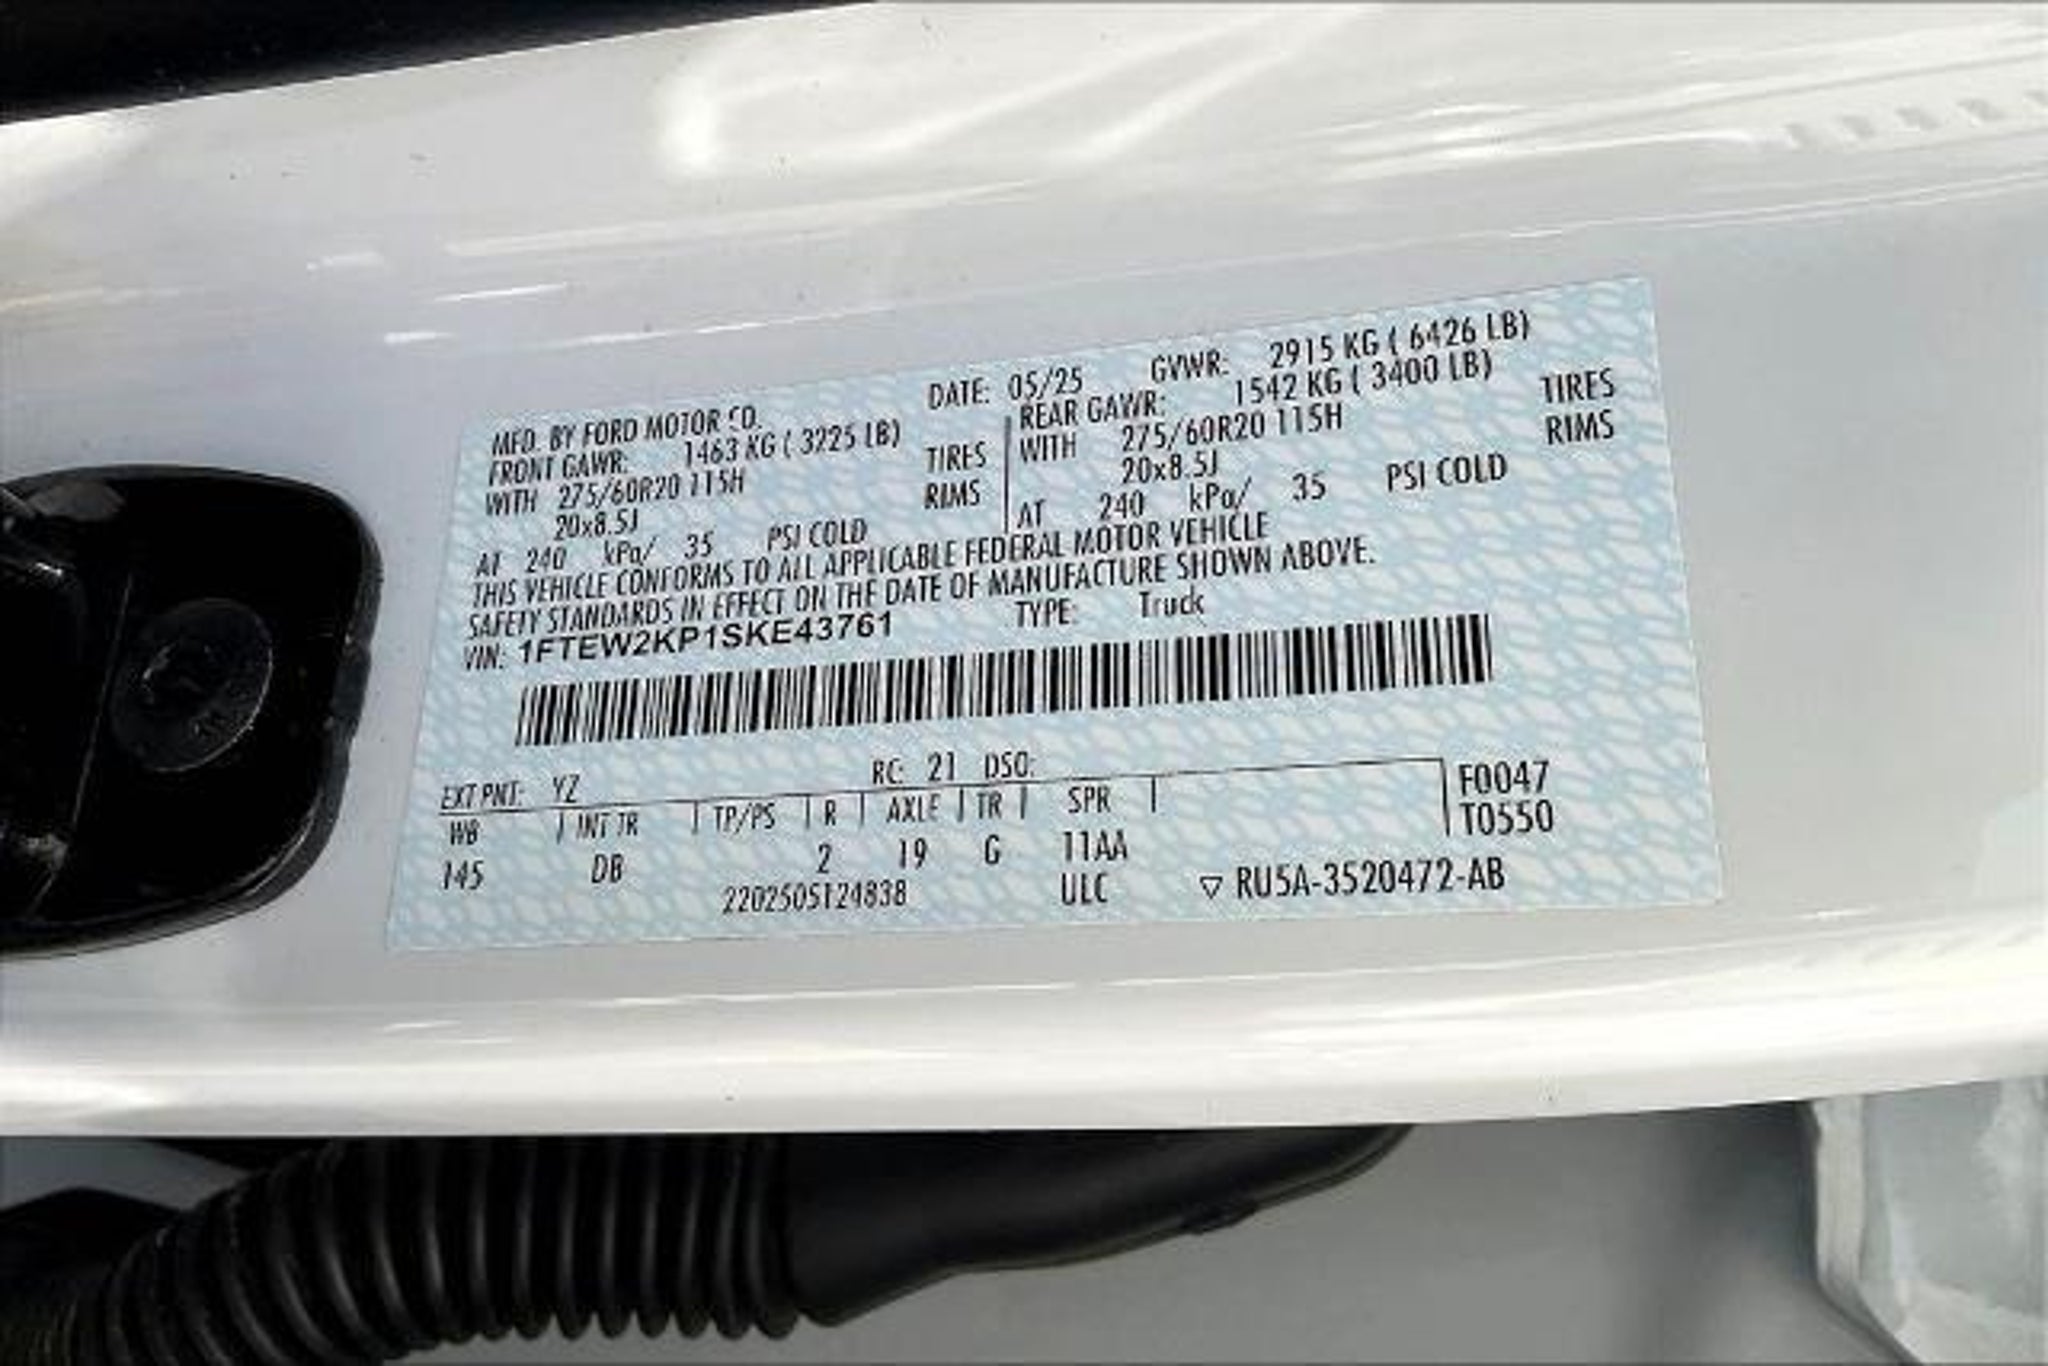 DATE: 05/25 GVWR: 2915 KG ( 6426 LB)
MFD. BY FORD MOTOR CO.
FRONT GAWR: 1463 KG ( 3225 LB)
WITH 275/60R20 115H TIRES
20x8.5J RIMS
AT 240 kPa/ 35 PSI COLD
REAR GAWR: 1542 KG ( 3400 LB)
WITH 275/60R20 115H TIRES
20x8.5J RIMS
AT 240 kPa/ 35 PSI COLD
THIS VEHICLE CONFORMS TO ALL APPLICABLE FEDERAL MOTOR VEHICLE
SAFETY STANDARDS IN EFFECT ON THE DATE OF MANUFACTURE SHOWN ABOVE.
VIN: 1FTEW2KP1SKE43761 TYPE: Truck
EXT PNT: YZ RC: 21 DSO:
WB INT TR TP/PS R AXLE TR SPR
145 DB 2 19 G 11AA
F0047
T0550
2202505124838 ULC ▽ RU5A-3520472-AB